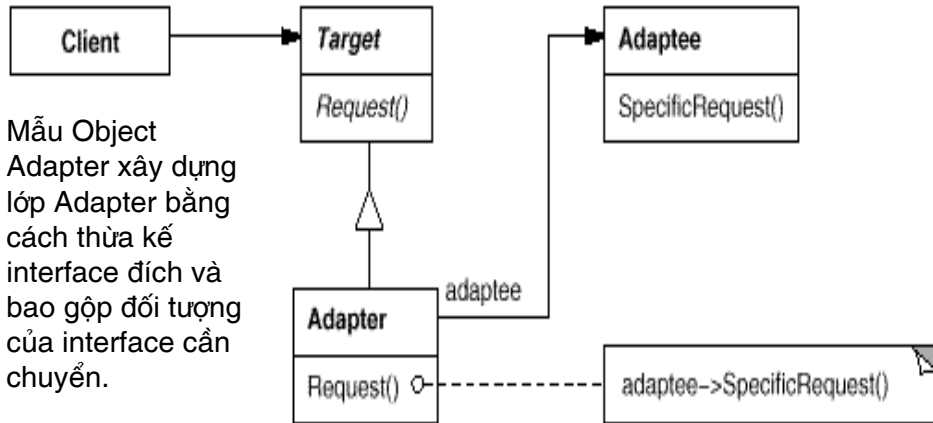 Client
Target
Request()
Adaptee
SpecificRequest()
Mẫu Object
Adapter xây dựng
lớp Adapter bằng
cách thừa kế
interface đích và
bao gộp đối tượng
của interface cần
chuyển.
adaptee
Adapter
Request()
adaptee->SpecificRequest()